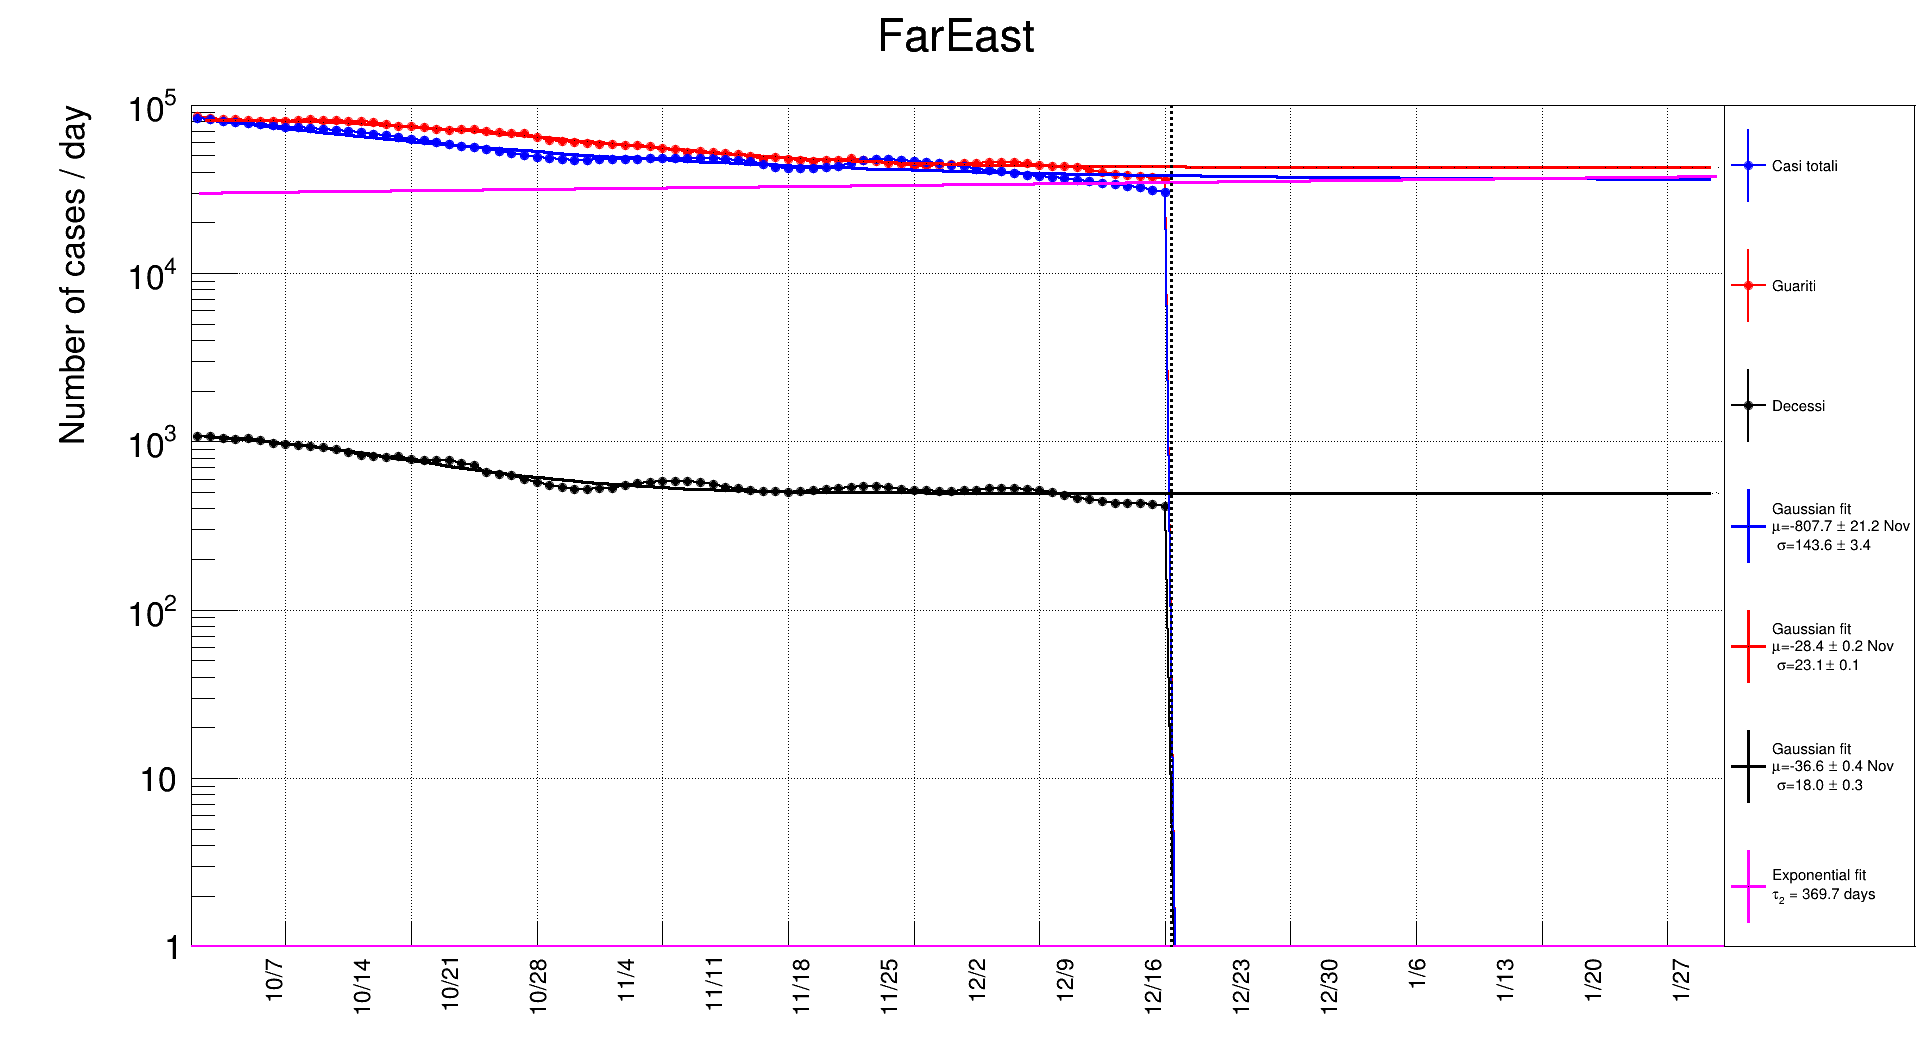 FarEast
Number of cases / day
10^5
10^4
10^3
10^2
10
1
10/7
10/14
10/21
10/28
11/4
11/11
11/18
11/25
12/2
12/9
12/16
12/23
12/30
1/6
1/13
1/20
1/27
Casi totali
Guariti
Decessi
Gaussian fit
μ=-807.7 ± 21.2 Nov
σ=143.6 ± 3.4
Gaussian fit
μ=-28.4 ± 0.2 Nov
σ=23.1 ± 0.1
Gaussian fit
μ=-36.6 ± 0.4 Nov
σ=18.0 ± 0.3
Exponential fit
τ₂ = 369.7 days